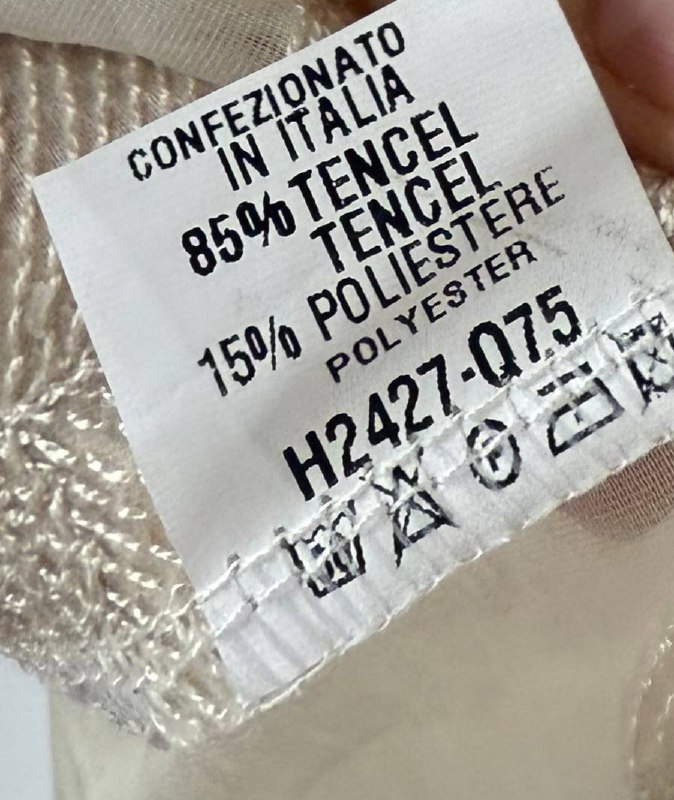 CONFEZIONATO
IN ITALIA
85% TENCEL
TENCEL
15% POLIESTERE
POLYESTER
H2427-Q75
P